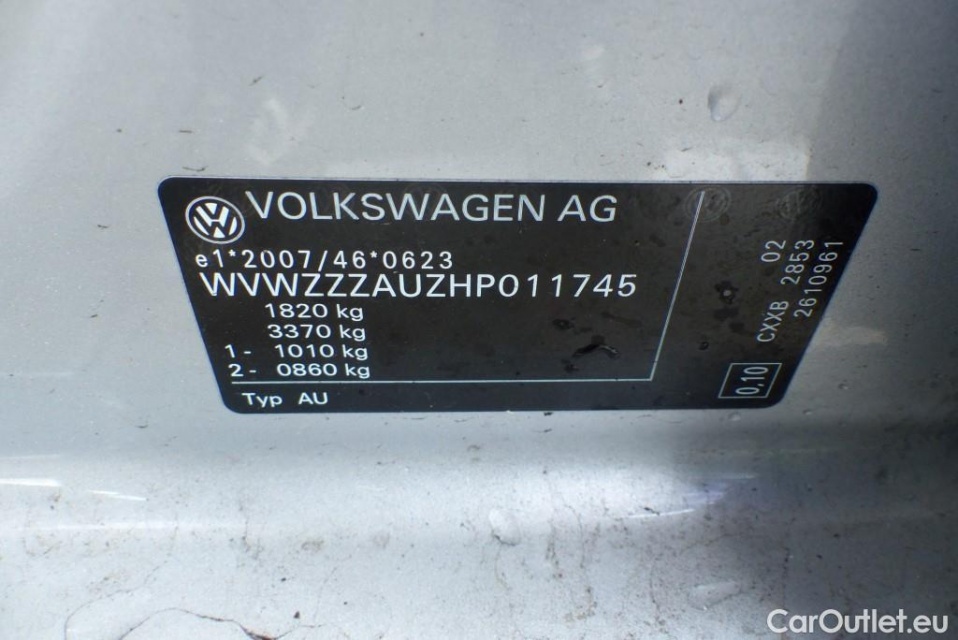 VOLKSWAGEN AG
e1*2007/46*0623
WVWZZZAUZHP011745
1820 kg
3370 kg
1- 1010 kg
2- 0860 kg
Typ AU
02
CXXB 2853
2610961
0,10
CarOutlet.eu